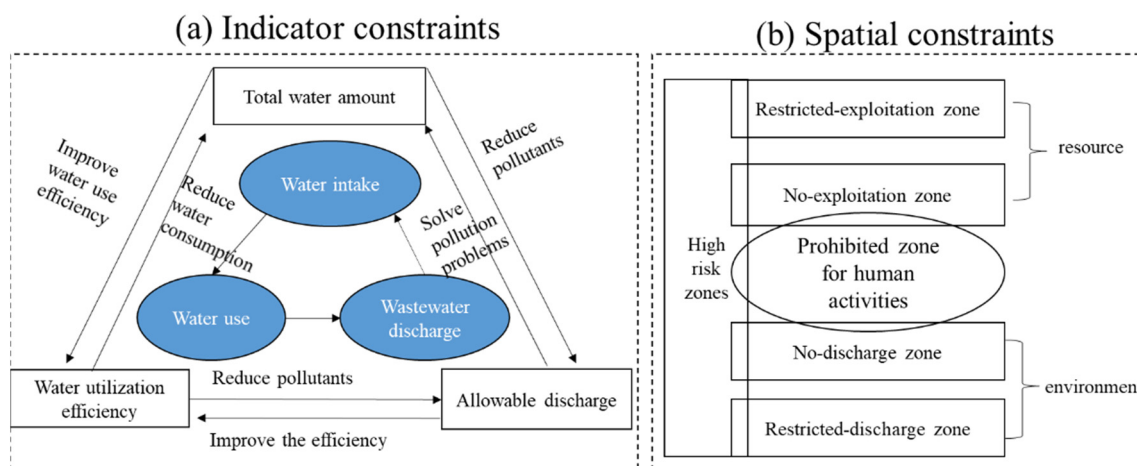 (a) Indicator constraints
Total water amount
Improve
water use
efficiency
Reduce
water
consumption
Water intake
Solve
pollution
problems
Reduce
pollutants
Water use
Wastewater
discharge
Water utilization
efficiency
Reduce pollutants
Improve the efficiency
Allowable discharge
(b) Spatial constraints
Restricted-exploitation zone
No-exploitation zone
resource
High
risk
zones
Prohibited zone
for human
activities
No-discharge zone
Restricted-discharge zone
environmen